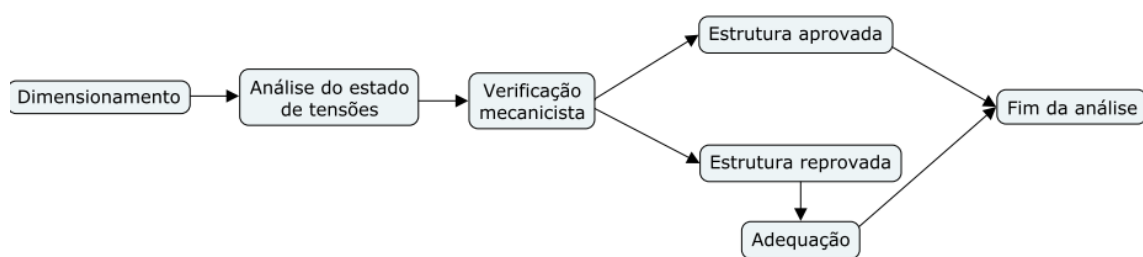 Dimensionamento
Análise do estado
de tensões
Verificação
mecanicista
Estrutura aprovada
Estrutura reprovada
Adequação
Fim da análise